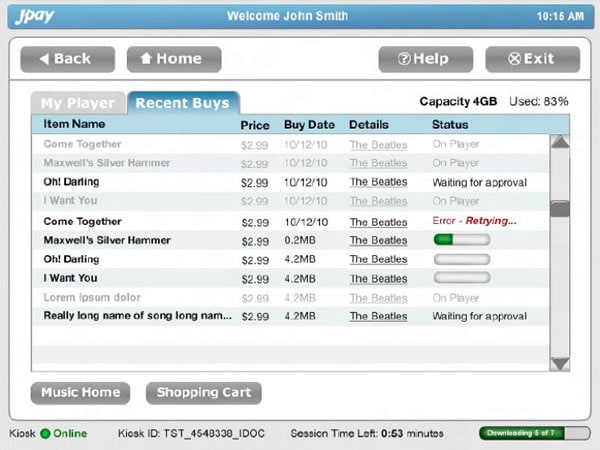 JPay Welcome John Smith 10:15 AM
Back Home Help Exit
My Player Recent Buys Capacity 4GB Used: 83%
Item Name Price Buy Date Details Status
Come Together $2.99 10/12/10 The Beatles On Player
Maxwell's Silver Hammer $2.99 10/12/10 The Beatles On Player
Oh! Darling $2.99 10/12/10 The Beatles Waiting for approval
I Want You $2.99 10/12/10 The Beatles On Player
Come Together $2.99 10/12/10 The Beatles Error - Retrying...
Maxwell's Silver Hammer $2.99 0.2MB The Beatles
Oh! Darling $2.99 4.2MB The Beatles
I Want You $2.99 4.2MB The Beatles
Lorem ipsum dolor $2.99 4.2MB The Beatles On Player
Really long name of song long nam... $2.99 4.2MB The Beatles Waiting for approval
Music Home Shopping Cart
Kiosk Online Kiosk ID: TST_4548338_IDOC Session Time Left: 0:53 minutes Downloading 5 of 7